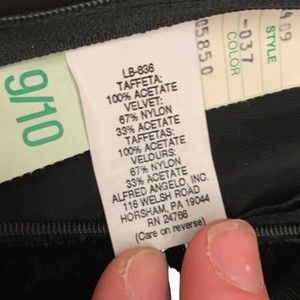 LB-836
TAFFETA:
100% ACETATE
VELVET:
67% NYLON
33% ACETATE
TAFFETAS:
100% ACETATE
VELOURS:
67% NYLON
33% ACETATE
ALFRED ANGELO, INC.
116 WELSH ROAD
HORSHAM, PA 19044
RN 24766
(Care on reverse)
9/10
05850
-037
COLOR
STYLE